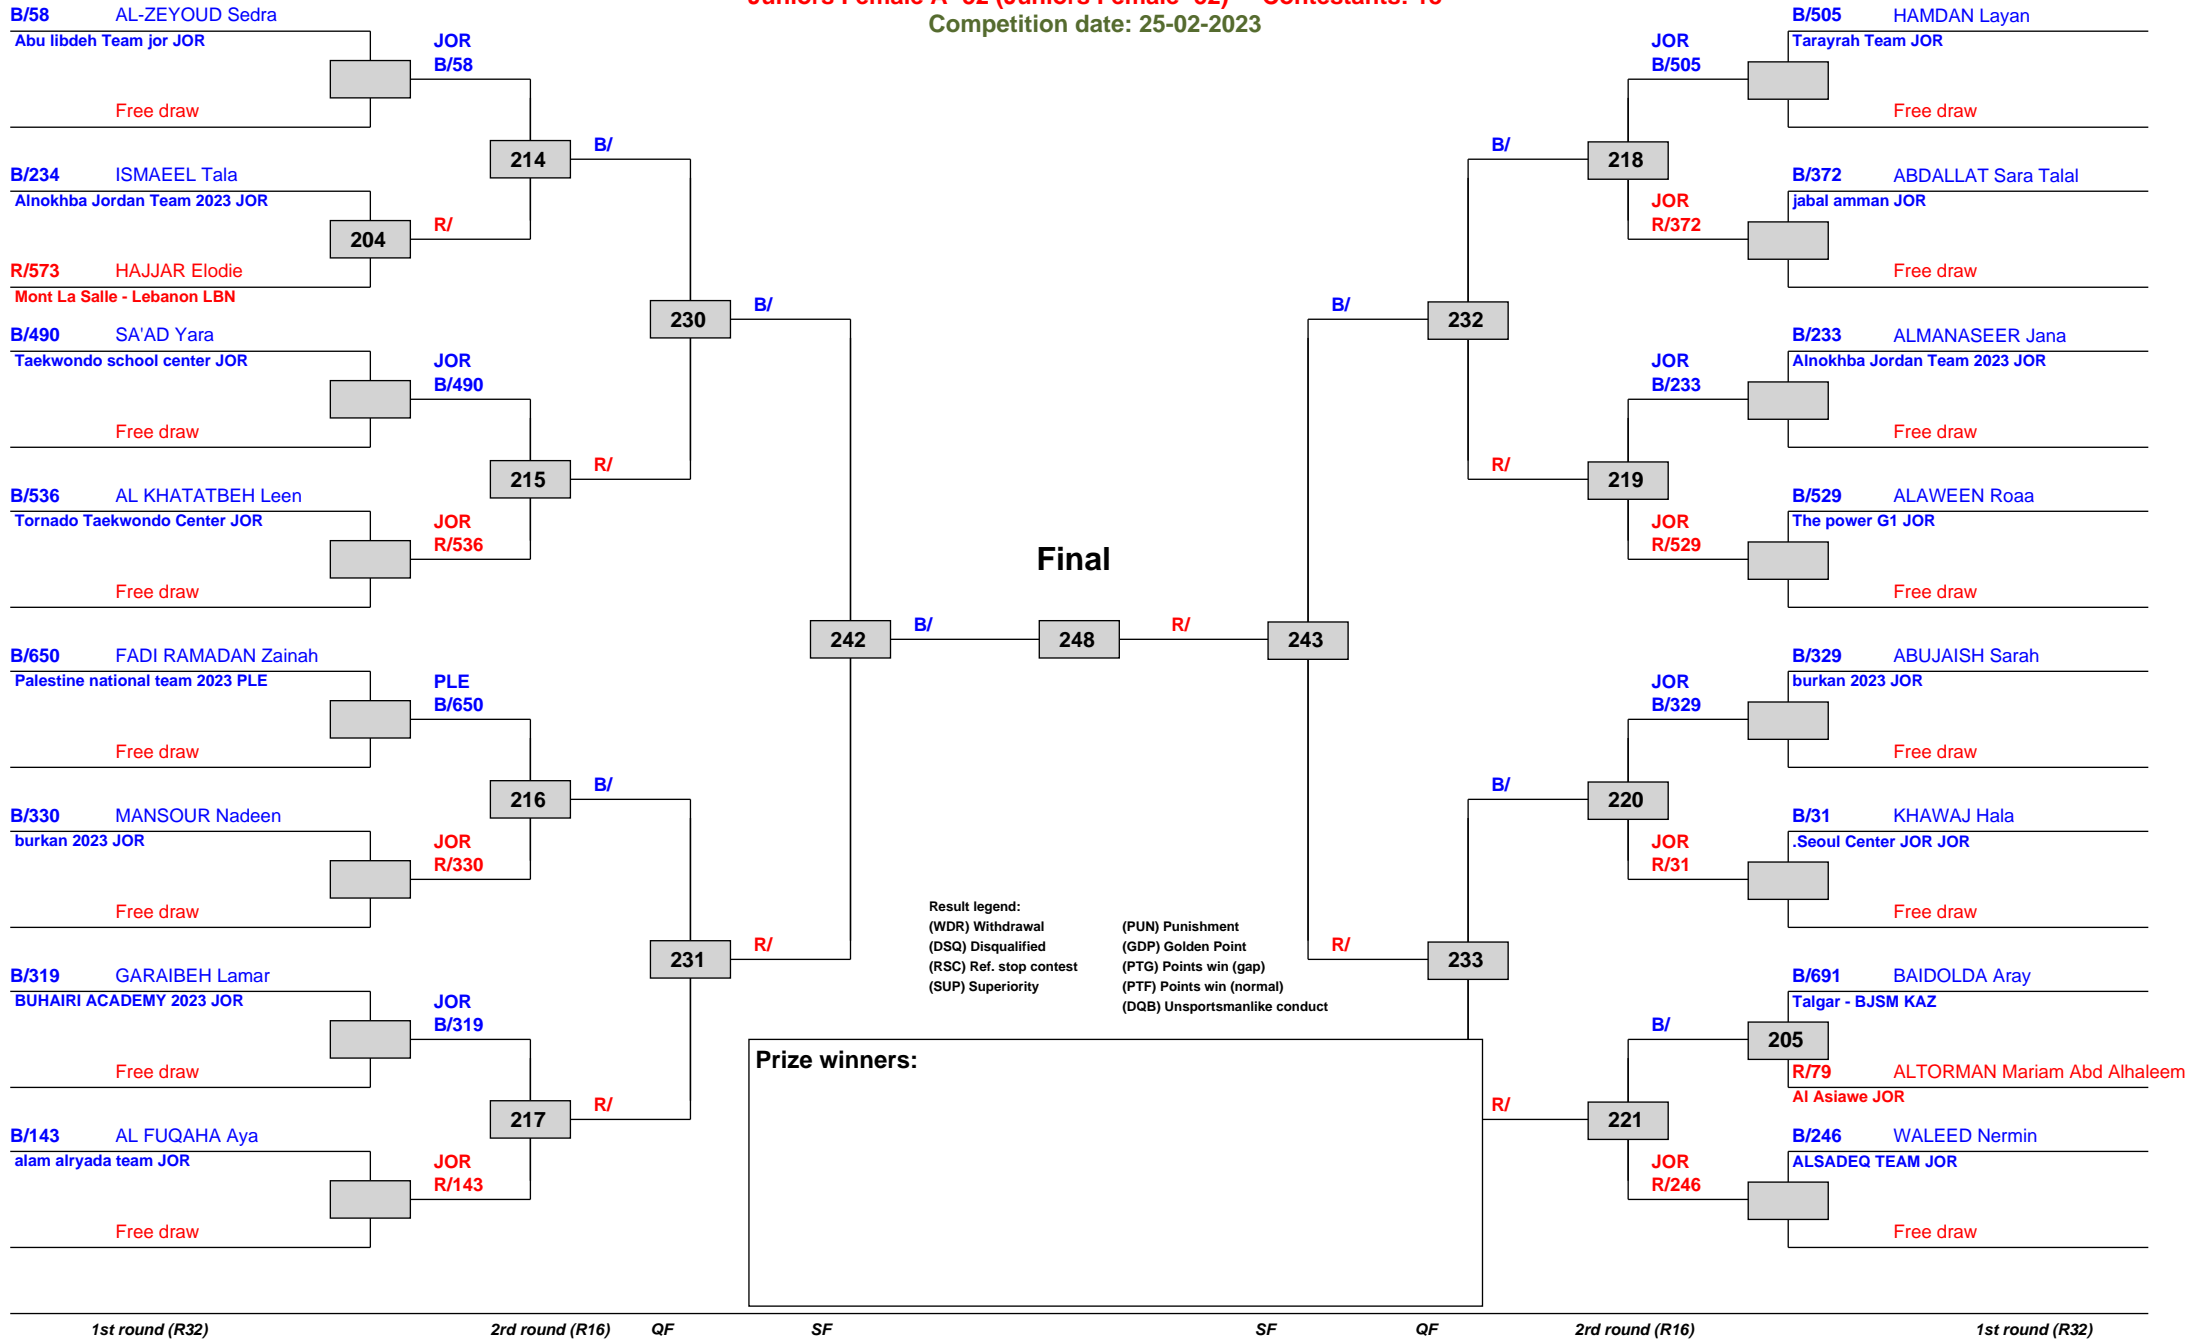 Juniors Female A -52 (Juniors Female -52)
Competition date: 25-02-2023
B/58 AL-ZEYOUD Sedra
Abu libdeh Team jor JOR
Free draw
B/234 ISMAEEL Tala
Alnokhba Jordan Team 2023 JOR
204
R/573 HAJJAR Elodie
Mont La Salle - Lebanon LBN
B/490 SA'AD Yara
Taekwondo school center JOR
Free draw
B/536 AL KHATATBEH Leen
Tornado Taekwondo Center JOR
Free draw
B/650 FADI RAMADAN Zainah
Palestine national team 2023 PLE
Free draw
B/330 MANSOUR Nadeen
burkan 2023 JOR
Free draw
B/319 GARAIBEH Lamar
BUHAIRI ACADEMY 2023 JOR
Free draw
B/143 AL FUQAHA Aya
alam alryada team JOR
Free draw
JOR
B/58
214
R/
JOR
B/490
215
JOR
R/536
PLE
B/650
216
JOR
R/330
JOR
B/319
217
JOR
R/143
B/
230
R/
B/
231
R/
B/
242
R/
Final
B/
248
R/
B/
243
R/
B/
232
R/
B/
233
R/
JOR
B/505
218
JOR
R/372
JOR
B/233
219
JOR
R/529
JOR
B/329
220
JOR
R/31
B/
221
JOR
R/246
B/505 HAMDAN Layan
Tarayrah Team JOR
Free draw
B/372 ABDALLAT Sara Talal
jabal amman JOR
Free draw
B/233 ALMANASEER Jana
Alnokhba Jordan Team 2023 JOR
Free draw
B/529 ALAWEEN Roaa
The power G1 JOR
Free draw
B/329 ABUJAISH Sarah
burkan 2023 JOR
Free draw
B/31 KHAWAJ Hala
.Seoul Center JOR JOR
Free draw
B/691 BAIDOLDA Aray
Talgar - BJSM KAZ
205
R/79 ALTORMAN Mariam Abd Alhaleem
Al Asiawe JOR
B/246 WALEED Nermin
ALSADEQ TEAM JOR
Free draw
Result legend:
(WDR) Withdrawal
(DSQ) Disqualified
(RSC) Ref. stop contest
(SUP) Superiority
(PUN) Punishment
(GDP) Golden Point
(PTG) Points win (gap)
(PTF) Points win (normal)
(DQB) Unsportsmanlike conduct
Prize winners:
1st round (R32) 2rd round (R16) QF SF SF QF 2rd round (R16) 1st round (R32)